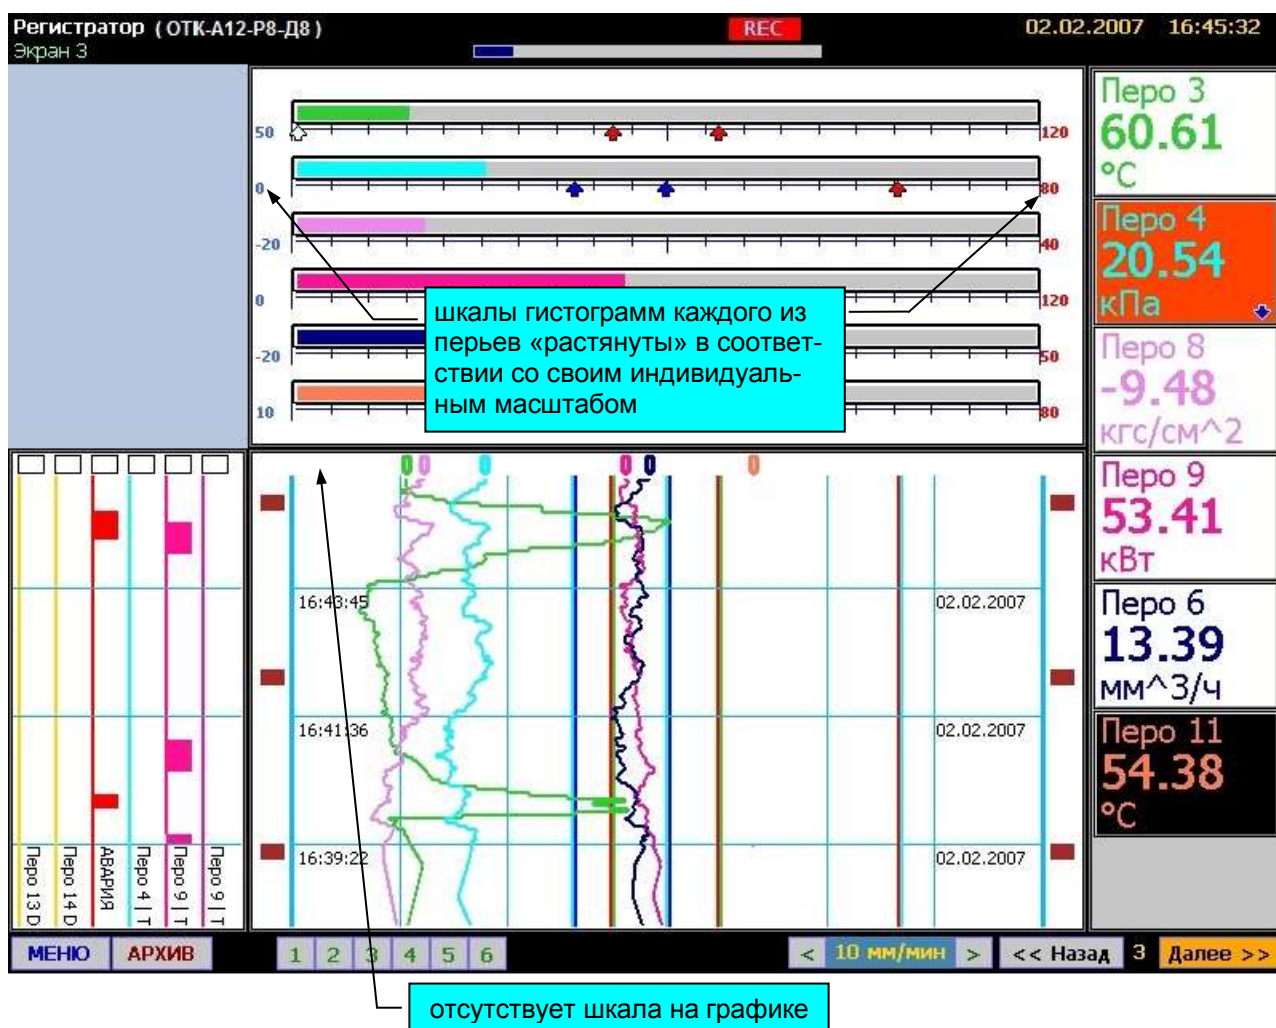 Регистратор ( ОТК-А12-Р8-Д8 )
REC
02.02.2007 16:45:32
Экран 3
50 120
0 80
-20 40
0 120
-20 50
10 80
шкалы гистограмм каждого из
перьев «растянуты» в соответ-
ствии со своим индивидуаль-
ным масштабом
Перо 3
60.61
°C
Перо 4
20.54
кПа
Перо 8
-9.48
кгс/см^2
Перо 9
53.41
кВт
Перо 6
13.39
мм^3/ч
Перо 11
54.38
°C
16:43:45 02.02.2007
16:41:36 02.02.2007
16:39:22 02.02.2007
Перо 13 D
Перо 14 D
АВАРИЯ
Перо 4 | Т
Перо 9 | Т
Перо 9 | Т
МЕНЮ АРХИВ 1 2 3 4 5 6 < 10 мм/мин > << Назад 3 Далее >>
отсутствует шкала на графике